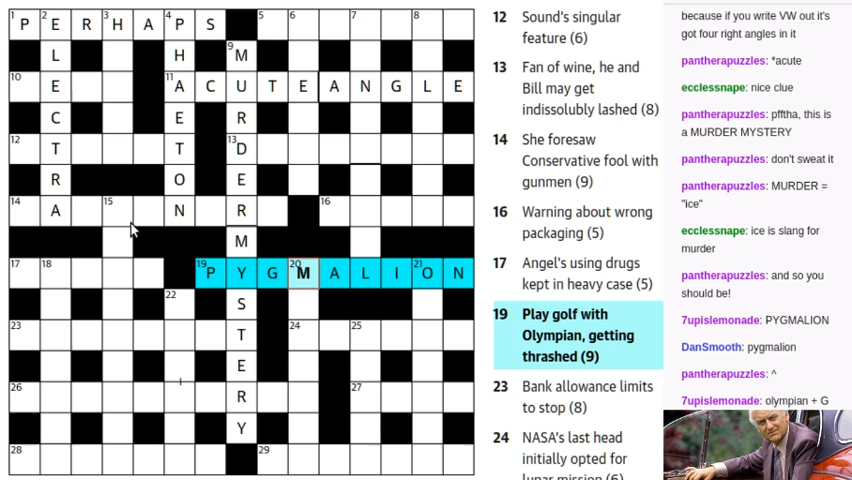 1 P 2 E R 3 H A 4 P S 5 6 7 8
L H 9 M
10 E 11 A C U T E A N G L E
C E R
12 T T 13 D
R O E
14 A 15 N R 16
M
17 18 19 P Y G 20 M A L I 21 O N
22 S
23 T 24 25
E
26 R 27
Y
28 29
12 Sound's singular
feature (6)
13 Fan of wine, he and
Bill may get
indissolubly lashed (8)
14 She foresaw
Conservative fool with
gunmen (9)
16 Warning about wrong
packaging (5)
17 Angel's using drugs
kept in heavy case (5)
19 Play golf with
Olympian, getting
thrashed (9)
23 Bank allowance limits
to stop (8)
24 NASA's last head
initially opted for
lunar mission (6)
because if you write VW out it's
got four right angles in it
pantherapuzzles: *acute
ecclessnape: nice clue
pantherapuzzles: pfftha, this is
a MURDER MYSTERY
pantherapuzzles: don't sweat it
pantherapuzzles: MURDER =
"ice"
ecclessnape: ice is slang for
murder
pantherapuzzles: and so you
should be!
7upislemonade: PYGMALION
DanSmooth: pygmalion
pantherapuzzles: ^
7upislemonade: olympian + G